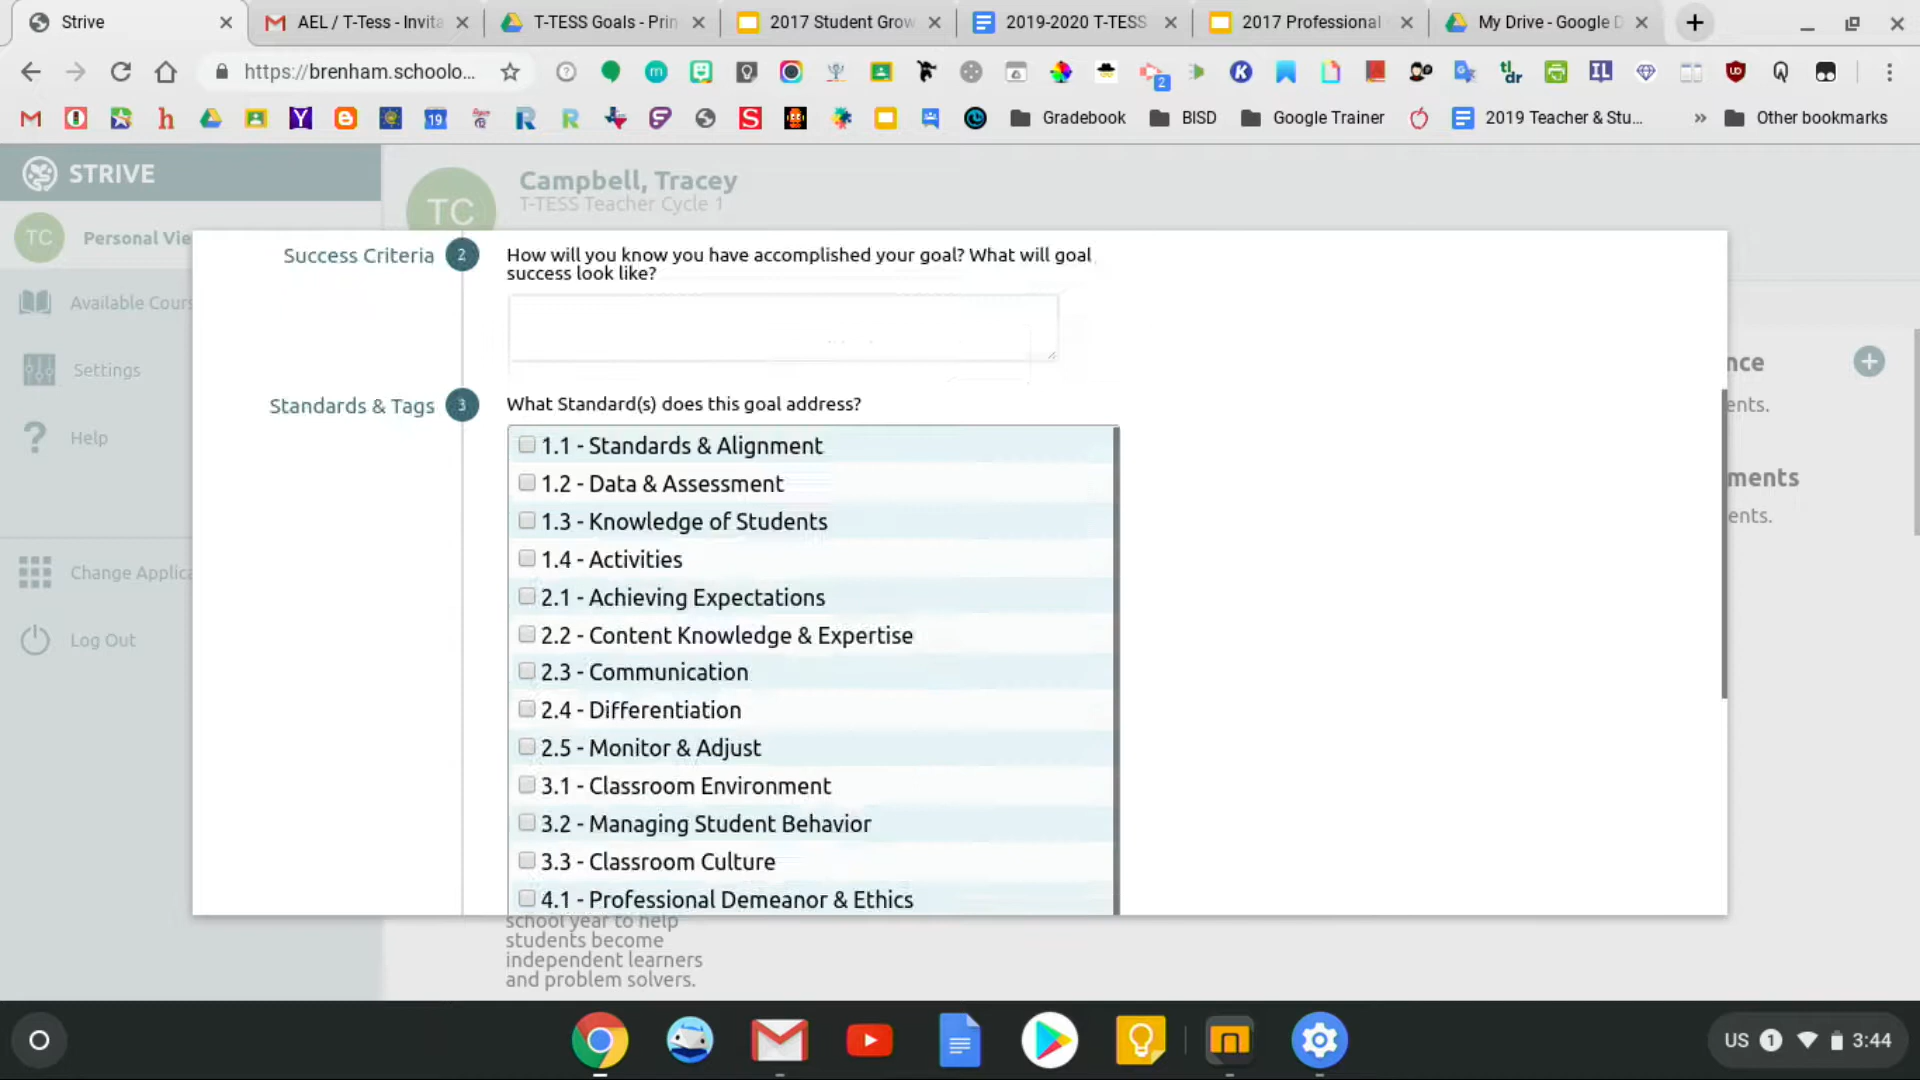 Strive
AEL / T-Tess - Invita
T-TESS Goals - Prin
2017 Student Grow
2019-2020 T-TESS
2017 Professional
My Drive - Google D
https://brenham.schoolo...
Gradebook
BISD
Google Trainer
2019 Teacher & Stu...
Other bookmarks
STRIVE
TC
Campbell, Tracey
T-TESS Teacher Cycle 1
TC
Personal Vie
Available Cours
Settings
Help
Change Applica
Log Out
Success Criteria
2
How will you know you have accomplished your goal? What will goal
success look like?
Standards & Tags
3
What Standard(s) does this goal address?
1.1 - Standards & Alignment
1.2 - Data & Assessment
1.3 - Knowledge of Students
1.4 - Activities
2.1 - Achieving Expectations
2.2 - Content Knowledge & Expertise
2.3 - Communication
2.4 - Differentiation
2.5 - Monitor & Adjust
3.1 - Classroom Environment
3.2 - Managing Student Behavior
3.3 - Classroom Culture
4.1 - Professional Demeanor & Ethics
nce
ents.
ments
ents.
school year to help
students become
independent learners
and problem solvers.
US 1 3:44